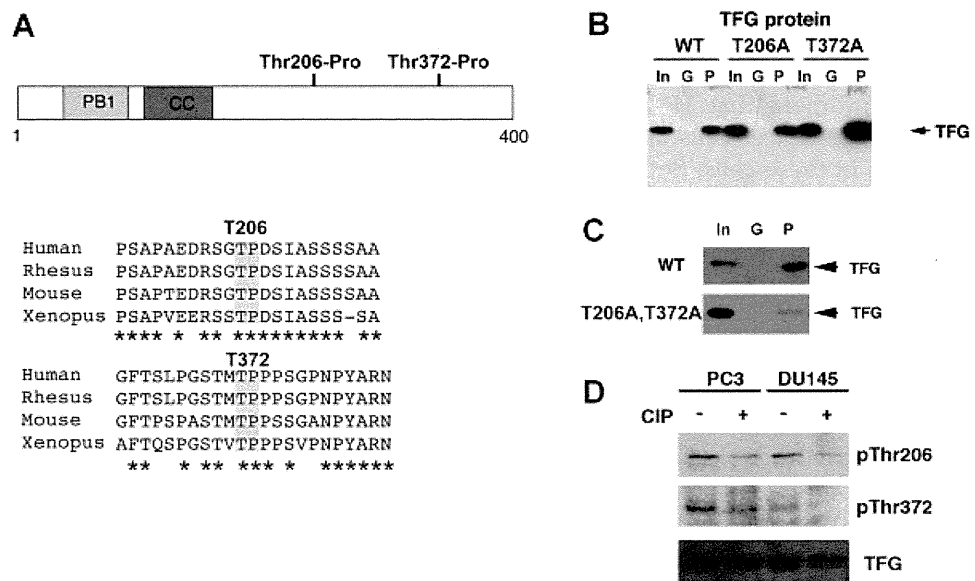 A
Thr206-Pro Thr372-Pro
PB1 CC
1 400
T206
Human PSAPAEDRSGTPDSIASSSSAA
Rhesus PSAPAEDRSGTPDSIASSSSAA
Mouse PSAPTEDRSGTPDSIASSSSAA
Xenopus PSAPVEERSSTPDSIASSS-SA
**** * ** *********** **
T372
Human GFTSLPGSTMTPPPSGPNPYARN
Rhesus GFTSLPGSTMTPPPSGPNPYARN
Mouse GFTPSPASTMTPPSSGPNPYARN
Xenopus AFTQSPGSTVTPPPSVPNPYARN
** * ** *** * ******
B
TFG protein
WT T206A T372A
In G P In G P In G P
TFG
C
In G P
WT TFG
T206A,T372A TFG
D
PC3 DU145
CIP - + - +
pThr206
pThr372
TFG